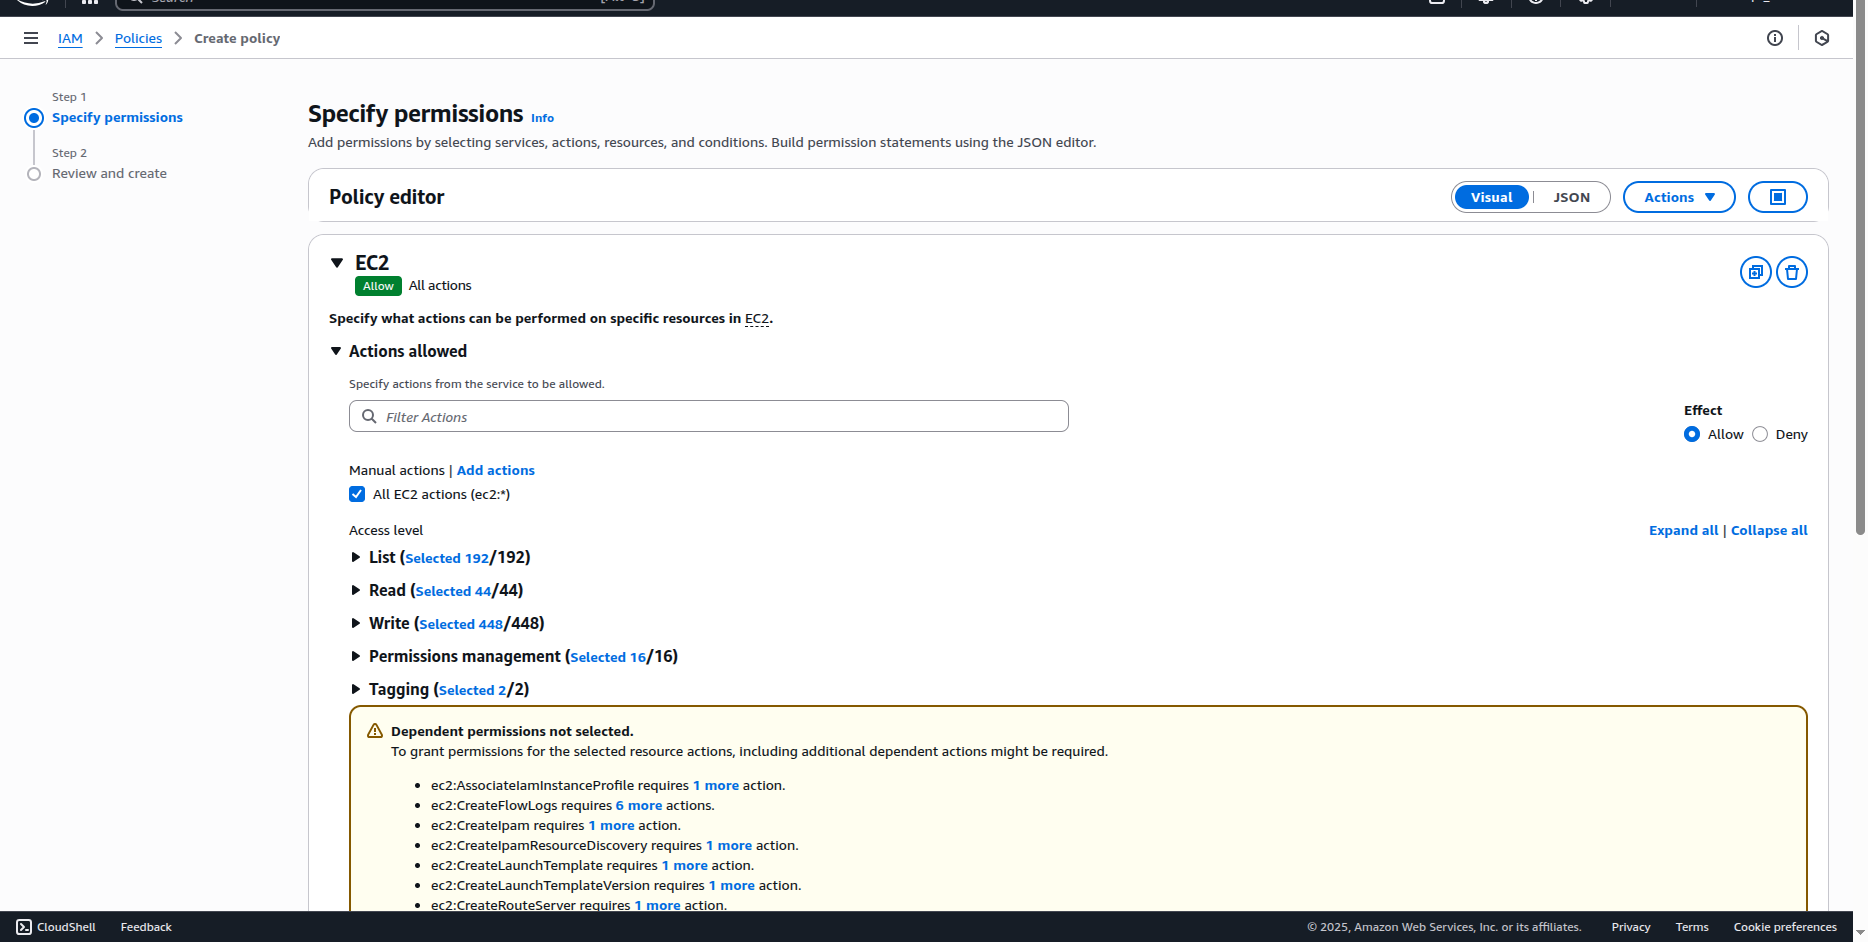 IAM > Policies > Create policy
Step 1
Specify permissions
Step 2
Review and create
Specify permissions Info
Add permissions by selecting services, actions, resources, and conditions. Build permission statements using the JSON editor.
Policy editor
Visual | JSON
Actions
EC2
Allow All actions
Specify what actions can be performed on specific resources in EC2.
Actions allowed
Specify actions from the service to be allowed.
Filter Actions
Effect
Allow Deny
Manual actions | Add actions
All EC2 actions (ec2:*)
Access level
Expand all | Collapse all
List (Selected 192/192)
Read (Selected 44/44)
Write (Selected 448/448)
Permissions management (Selected 16/16)
Tagging (Selected 2/2)
Dependent permissions not selected.
To grant permissions for the selected resource actions, including additional dependent actions might be required.
• ec2:AssociateIamInstanceProfile requires 1 more action.
• ec2:CreateFlowLogs requires 6 more actions.
• ec2:CreateIpam requires 1 more action.
• ec2:CreateIpamResourceDiscovery requires 1 more action.
• ec2:CreateLaunchTemplate requires 1 more action.
• ec2:CreateLaunchTemplateVersion requires 1 more action.
• ec2:CreateRouteServer requires 1 more action.
CloudShell Feedback
© 2025, Amazon Web Services, Inc. or its affiliates. Privacy Terms Cookie preferences